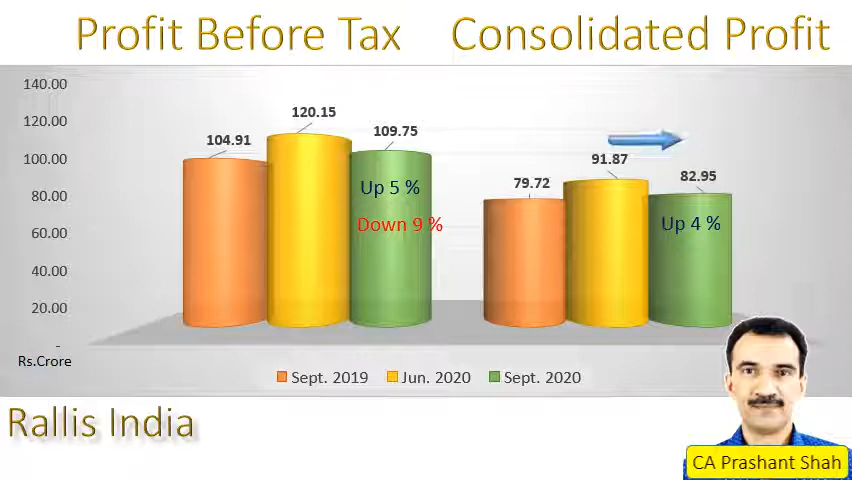 Profit Before Tax Consolidated Profit
140.00
120.00
100.00
80.00
60.00
40.00
20.00
-
Rs.Crore
104.91
120.15
109.75
Up 5 %
Down 9 %
79.72
91.87
82.95
Up 4 %
Sept. 2019 Jun. 2020 Sept. 2020
Rallis India
CA Prashant Shah